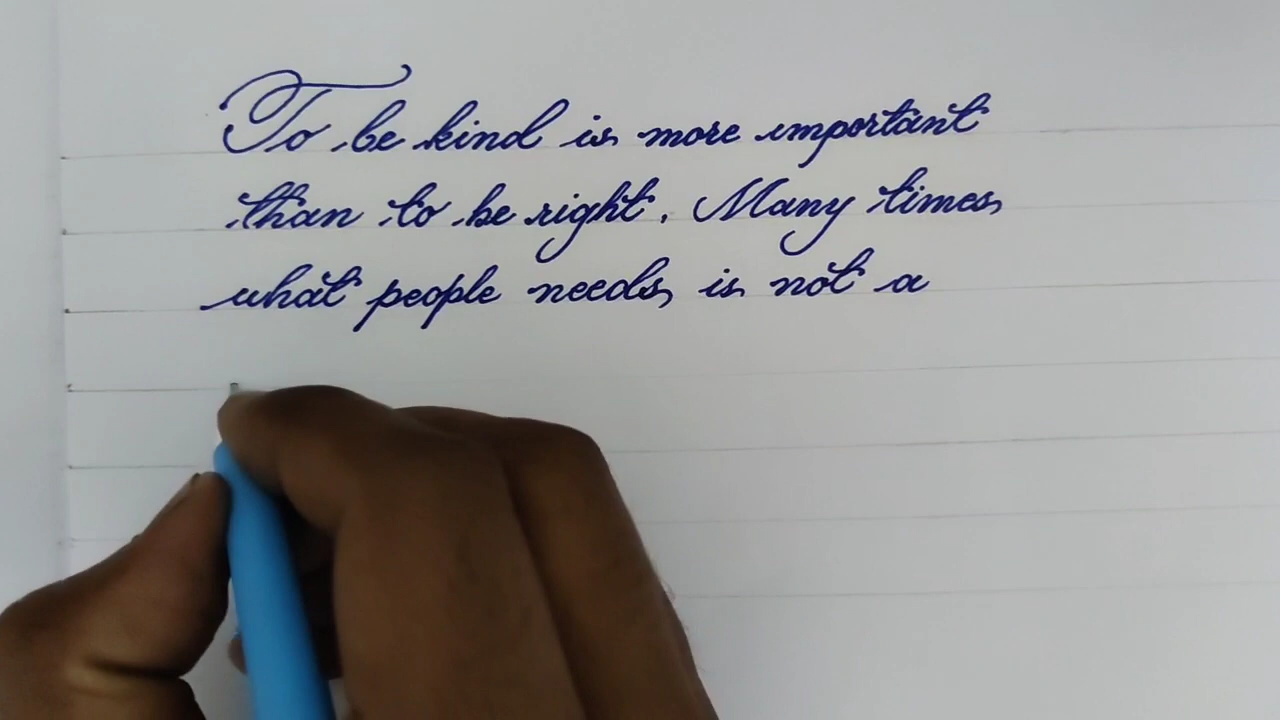 To be kind is more important
than to be right. Many times
what people needs is not a